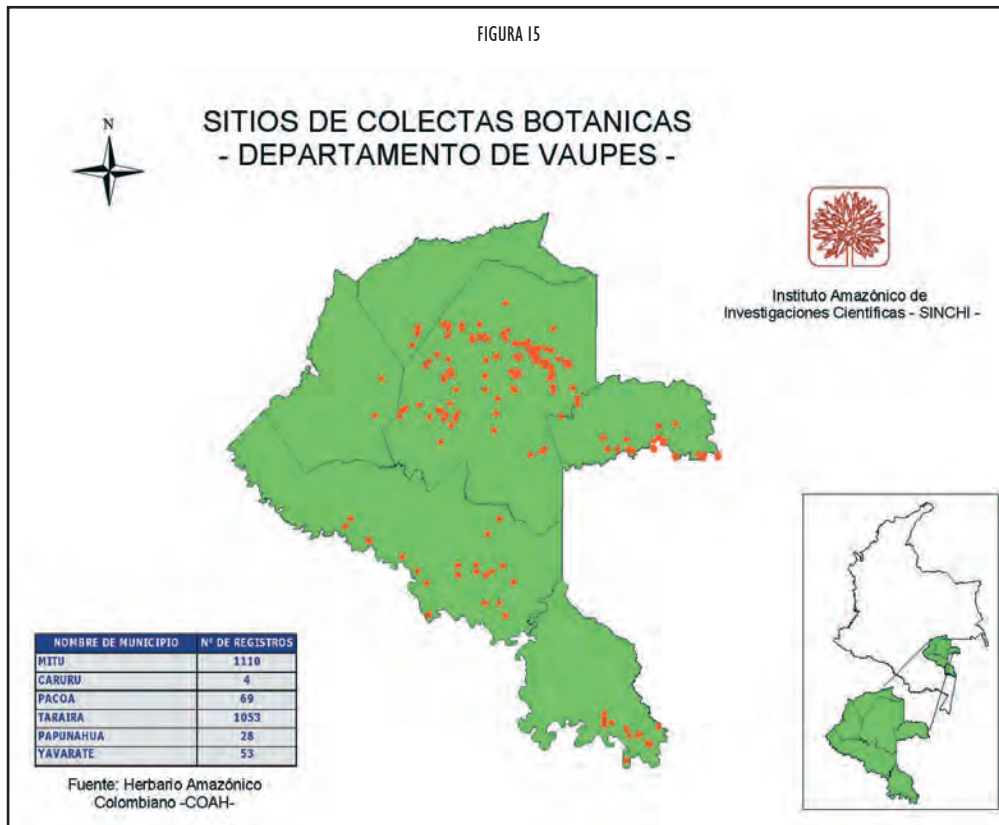 FIGURA 15
N
SITIOS DE COLECTAS BOTANICAS
- DEPARTAMENTO DE VAUPES -
Instituto Amazónico de
Investigaciones Científicas - SINCHI -
NOMBRE DE MUNICIPIO Nº DE REGISTROS
MITU 1110
CARURU 4
PACOA 69
TARAIRA 1053
PAPUNAHUA 28
YAVARATE 53
Fuente: Herbario Amazónico
Colombiano -COAH-